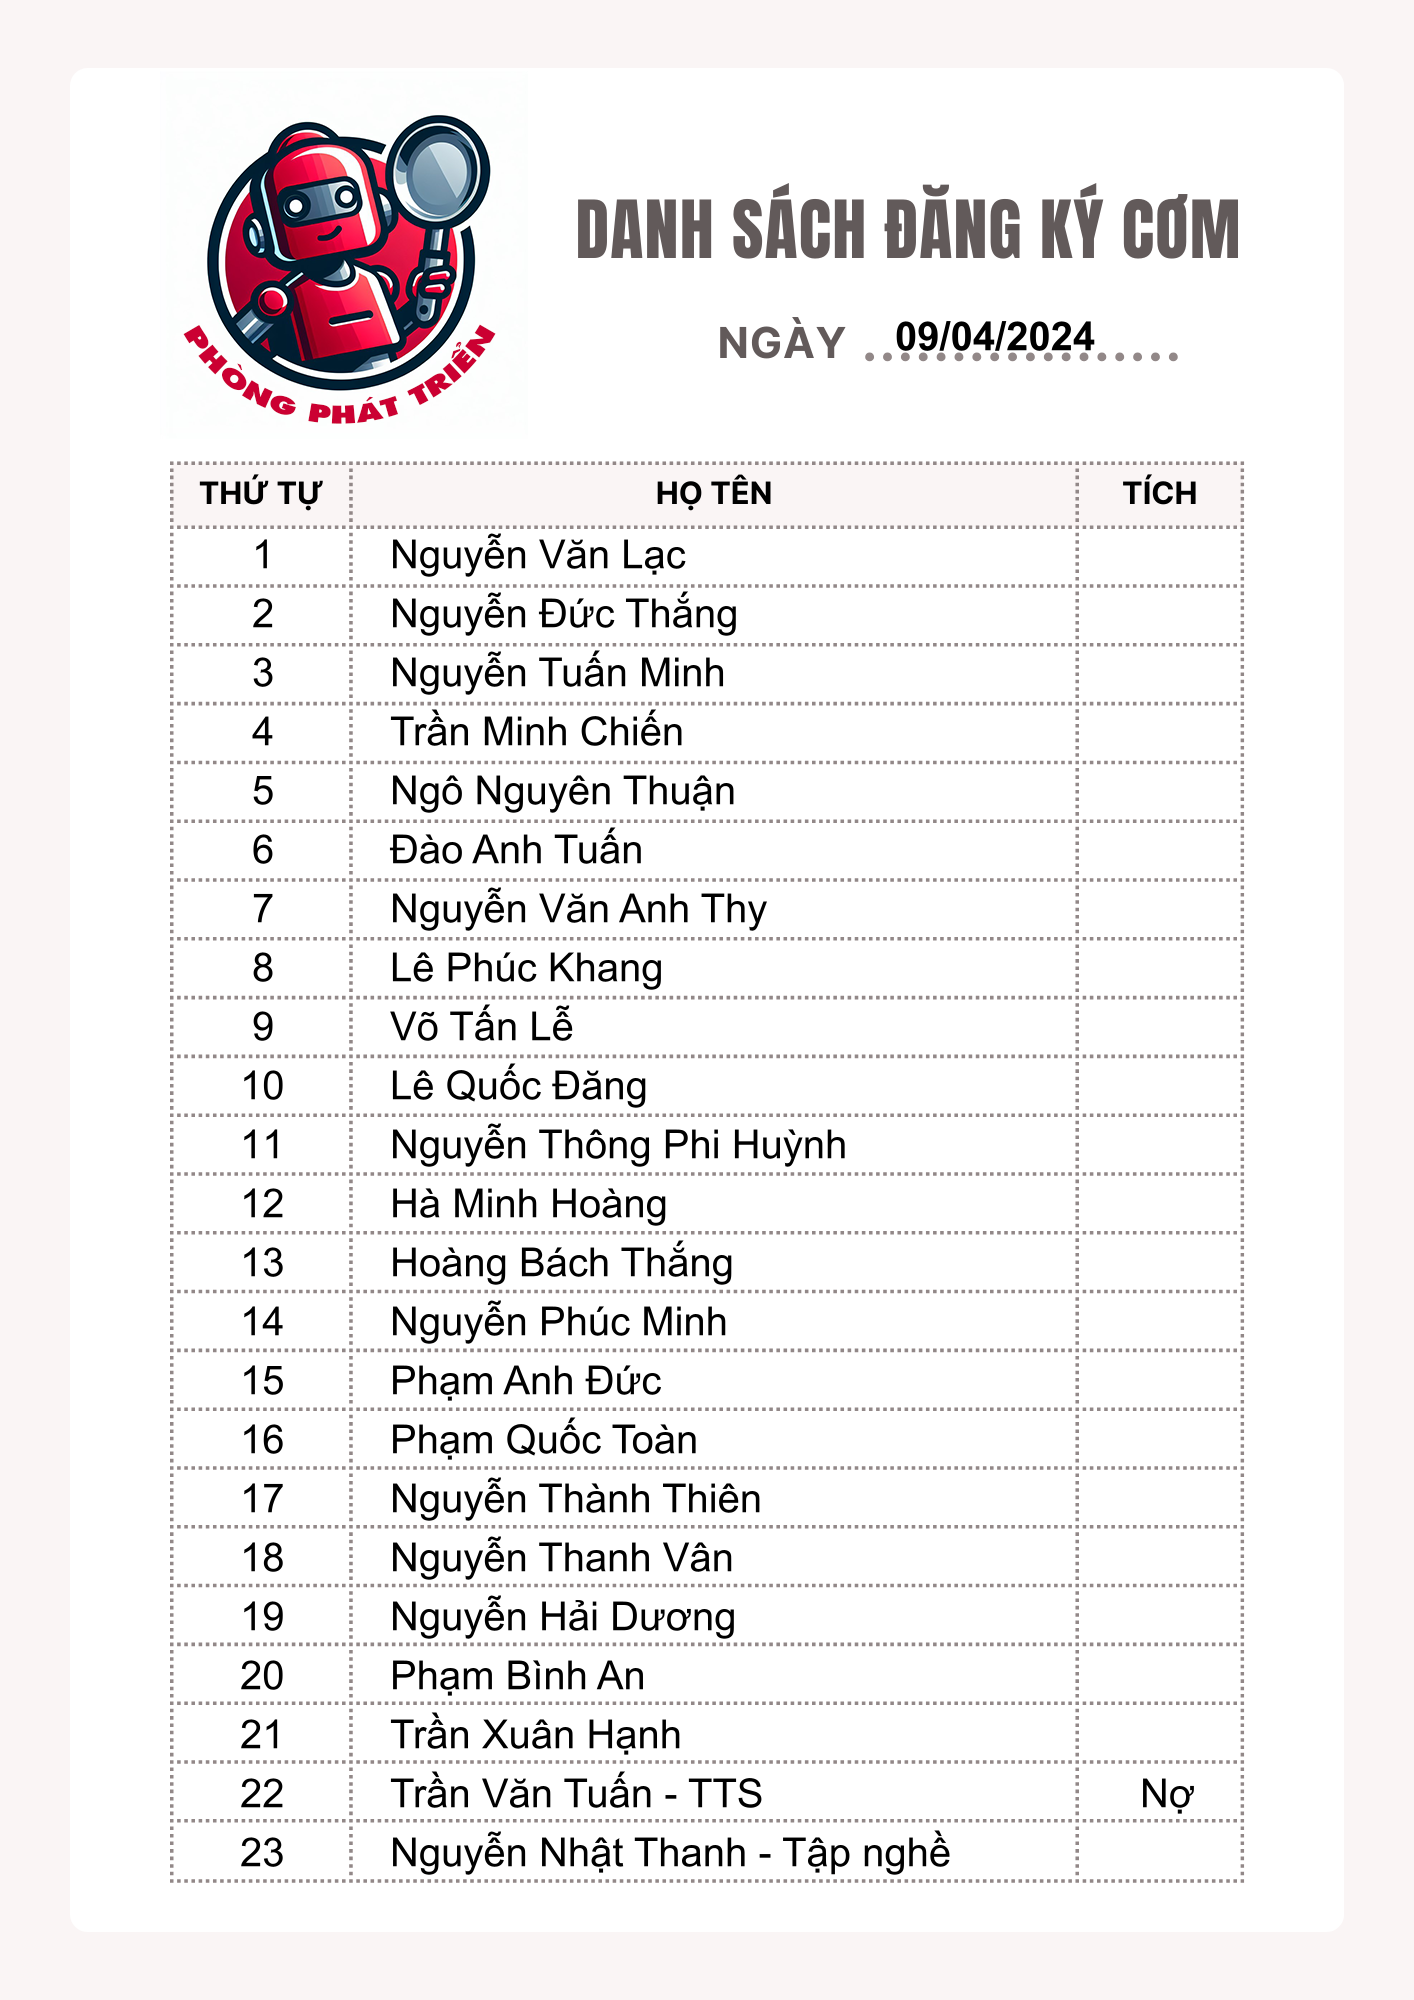 PHÒNG PHÁT TRIỂN
DANH SÁCH ĐĂNG KÝ CƠM
NGÀY 09/04/2024
THỨ TỰ HỌ TÊN TÍCH
1 Nguyễn Văn Lạc
2 Nguyễn Đức Thắng
3 Nguyễn Tuấn Minh
4 Trần Minh Chiến
5 Ngô Nguyên Thuận
6 Đào Anh Tuấn
7 Nguyễn Văn Anh Thy
8 Lê Phúc Khang
9 Võ Tấn Lễ
10 Lê Quốc Đăng
11 Nguyễn Thông Phi Huỳnh
12 Hà Minh Hoàng
13 Hoàng Bách Thắng
14 Nguyễn Phúc Minh
15 Phạm Anh Đức
16 Phạm Quốc Toàn
17 Nguyễn Thành Thiên
18 Nguyễn Thanh Vân
19 Nguyễn Hải Dương
20 Phạm Bình An
21 Trần Xuân Hạnh
22 Trần Văn Tuấn - TTS Nợ
23 Nguyễn Nhật Thanh - Tập nghề